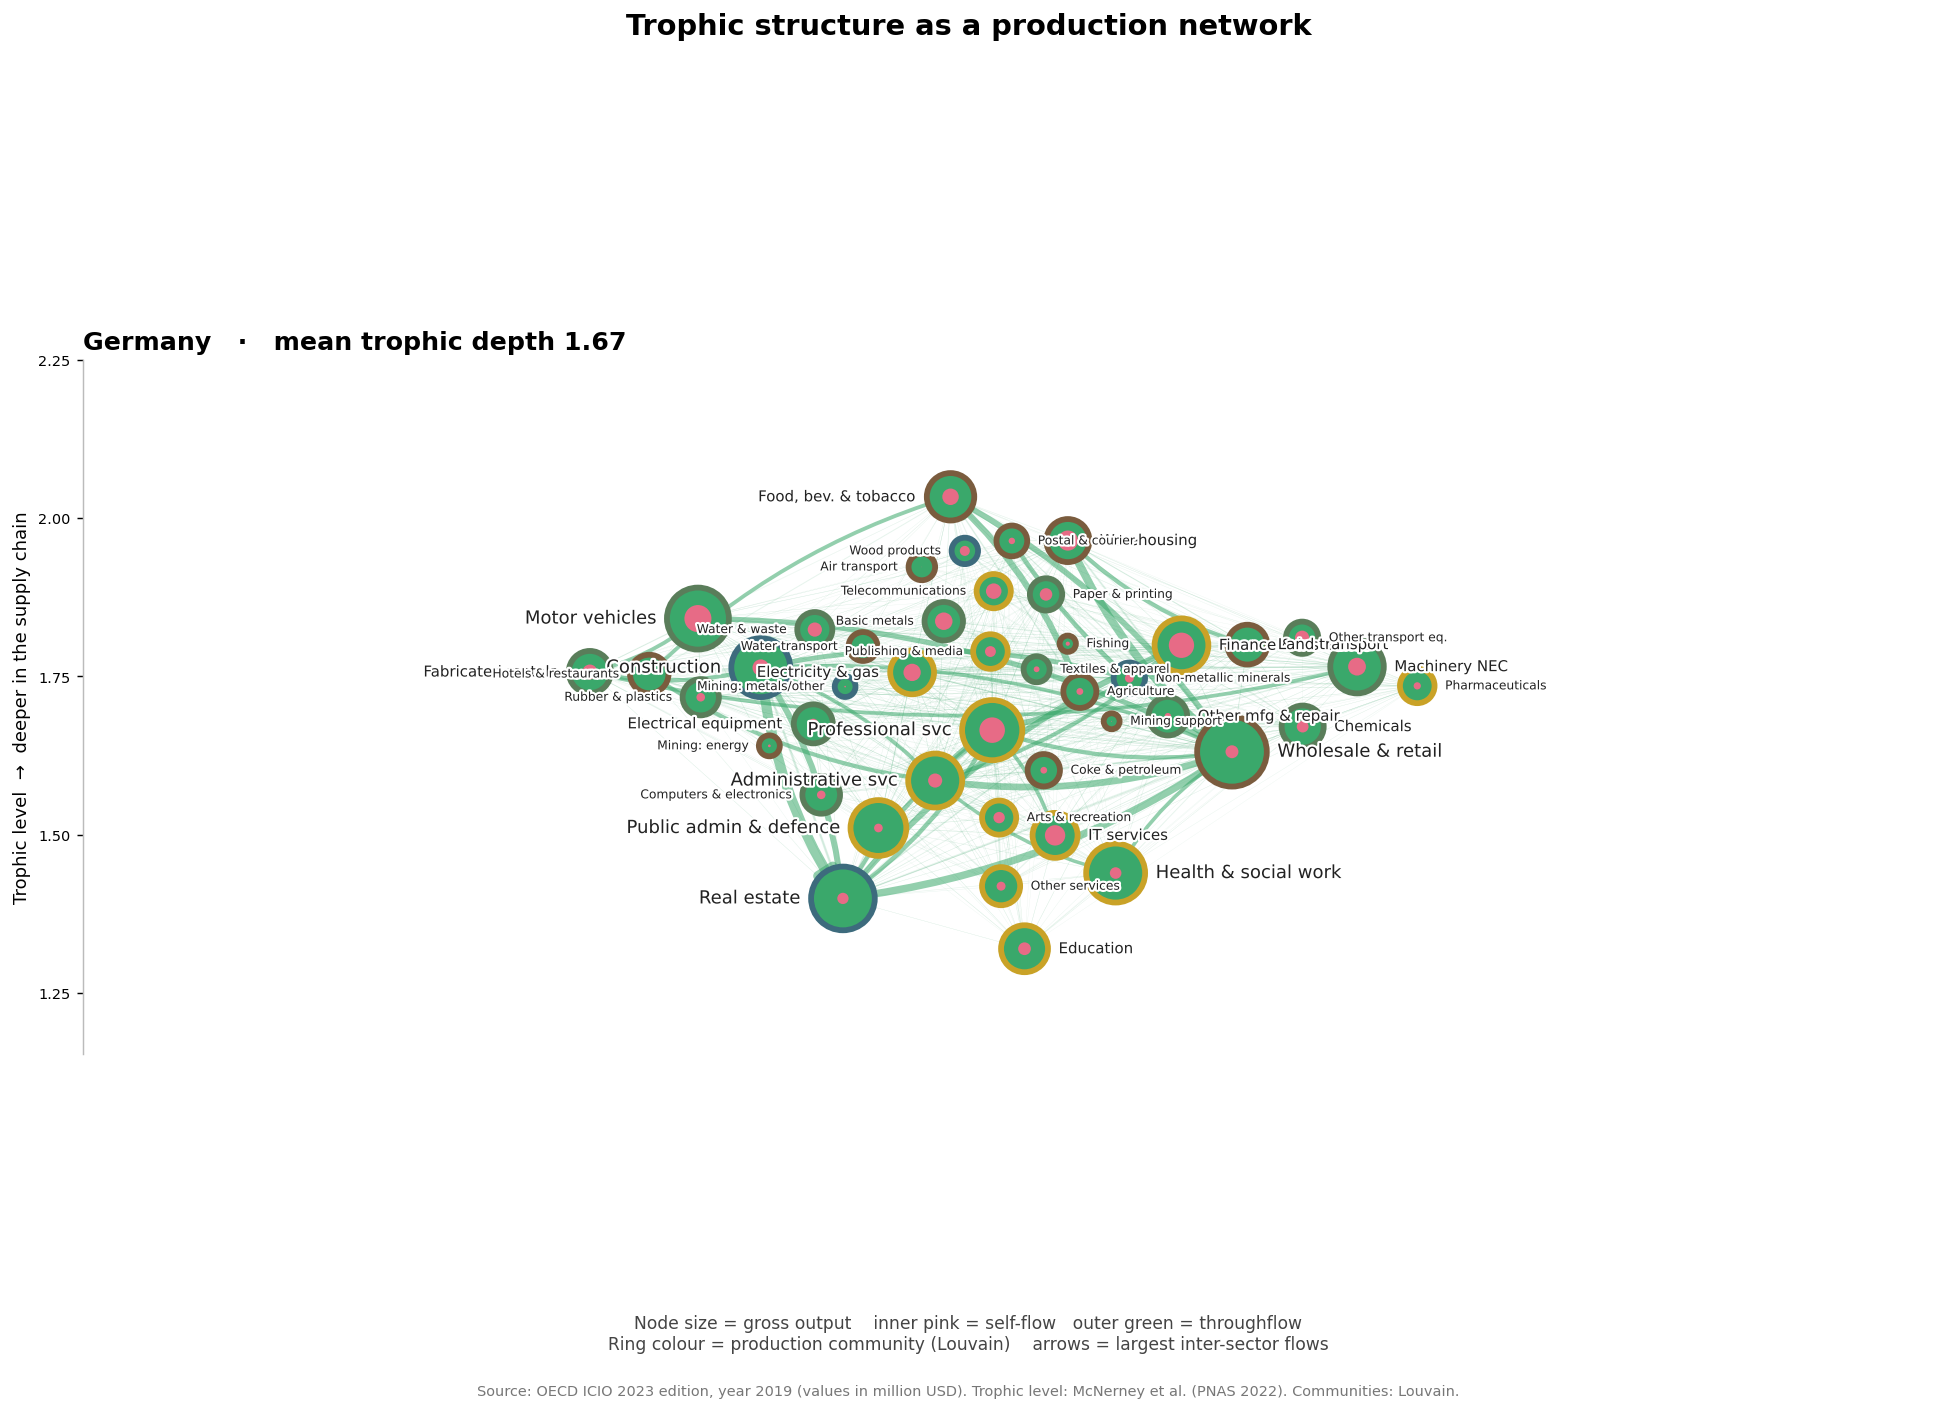 Trophic structure as a production network
Germany · mean trophic depth 1.67
Trophic level → deeper in the supply chain
2.25
2.00
1.75
1.50
1.25
Food, bev. & tobacco
Postal & courier
Wood products
Air transport
Telecommunications
Paper & printing
Motor vehicles
Basic metals
Water & waste
Water transport
Publishing & media
Fishing
Finance
Land transport
Other transport eq.
Machinery NEC
Pharmaceuticals
Hotels & restaurants
Construction
Electricity & gas
Textiles & apparel
Non-metallic minerals
Mining: metals/other
Agriculture
Rubber & plastics
Electrical equipment
Professional svc
Mining support
Other mfg & repair
Chemicals
Mining: energy
Wholesale & retail
Administrative svc
Coke & petroleum
Computers & electronics
Public admin & defence
Arts & recreation
IT services
Real estate
Other services
Health & social work
Education
Node size = gross output inner pink = self-flow outer green = throughflow
Ring colour = production community (Louvain) arrows = largest inter-sector flows
Source: OECD ICIO 2023 edition, year 2019 (values in million USD). Trophic level: McNerney et al. (PNAS 2022). Communities: Louvain.